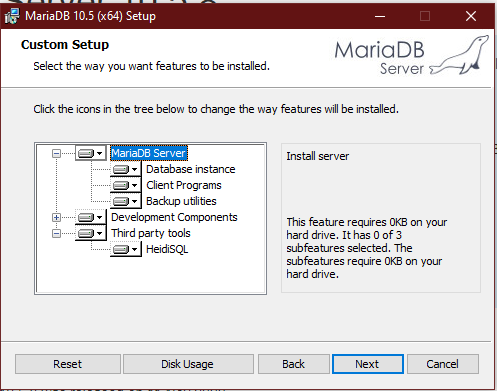 MariaDB 10.5 (x64) Setup
Custom Setup
Select the way you want features to be installed.
MariaDB
Server
Click the icons in the tree below to change the way features will be installed.
MariaDB Server
Database instance
Client Programs
Backup utilities
Development Components
Third party tools
HeidiSQL
Install server
This feature requires 0KB on your
hard drive. It has 0 of 3
subfeatures selected. The
subfeatures require 0KB on your
hard drive.
Reset
Disk Usage
Back
Next
Cancel